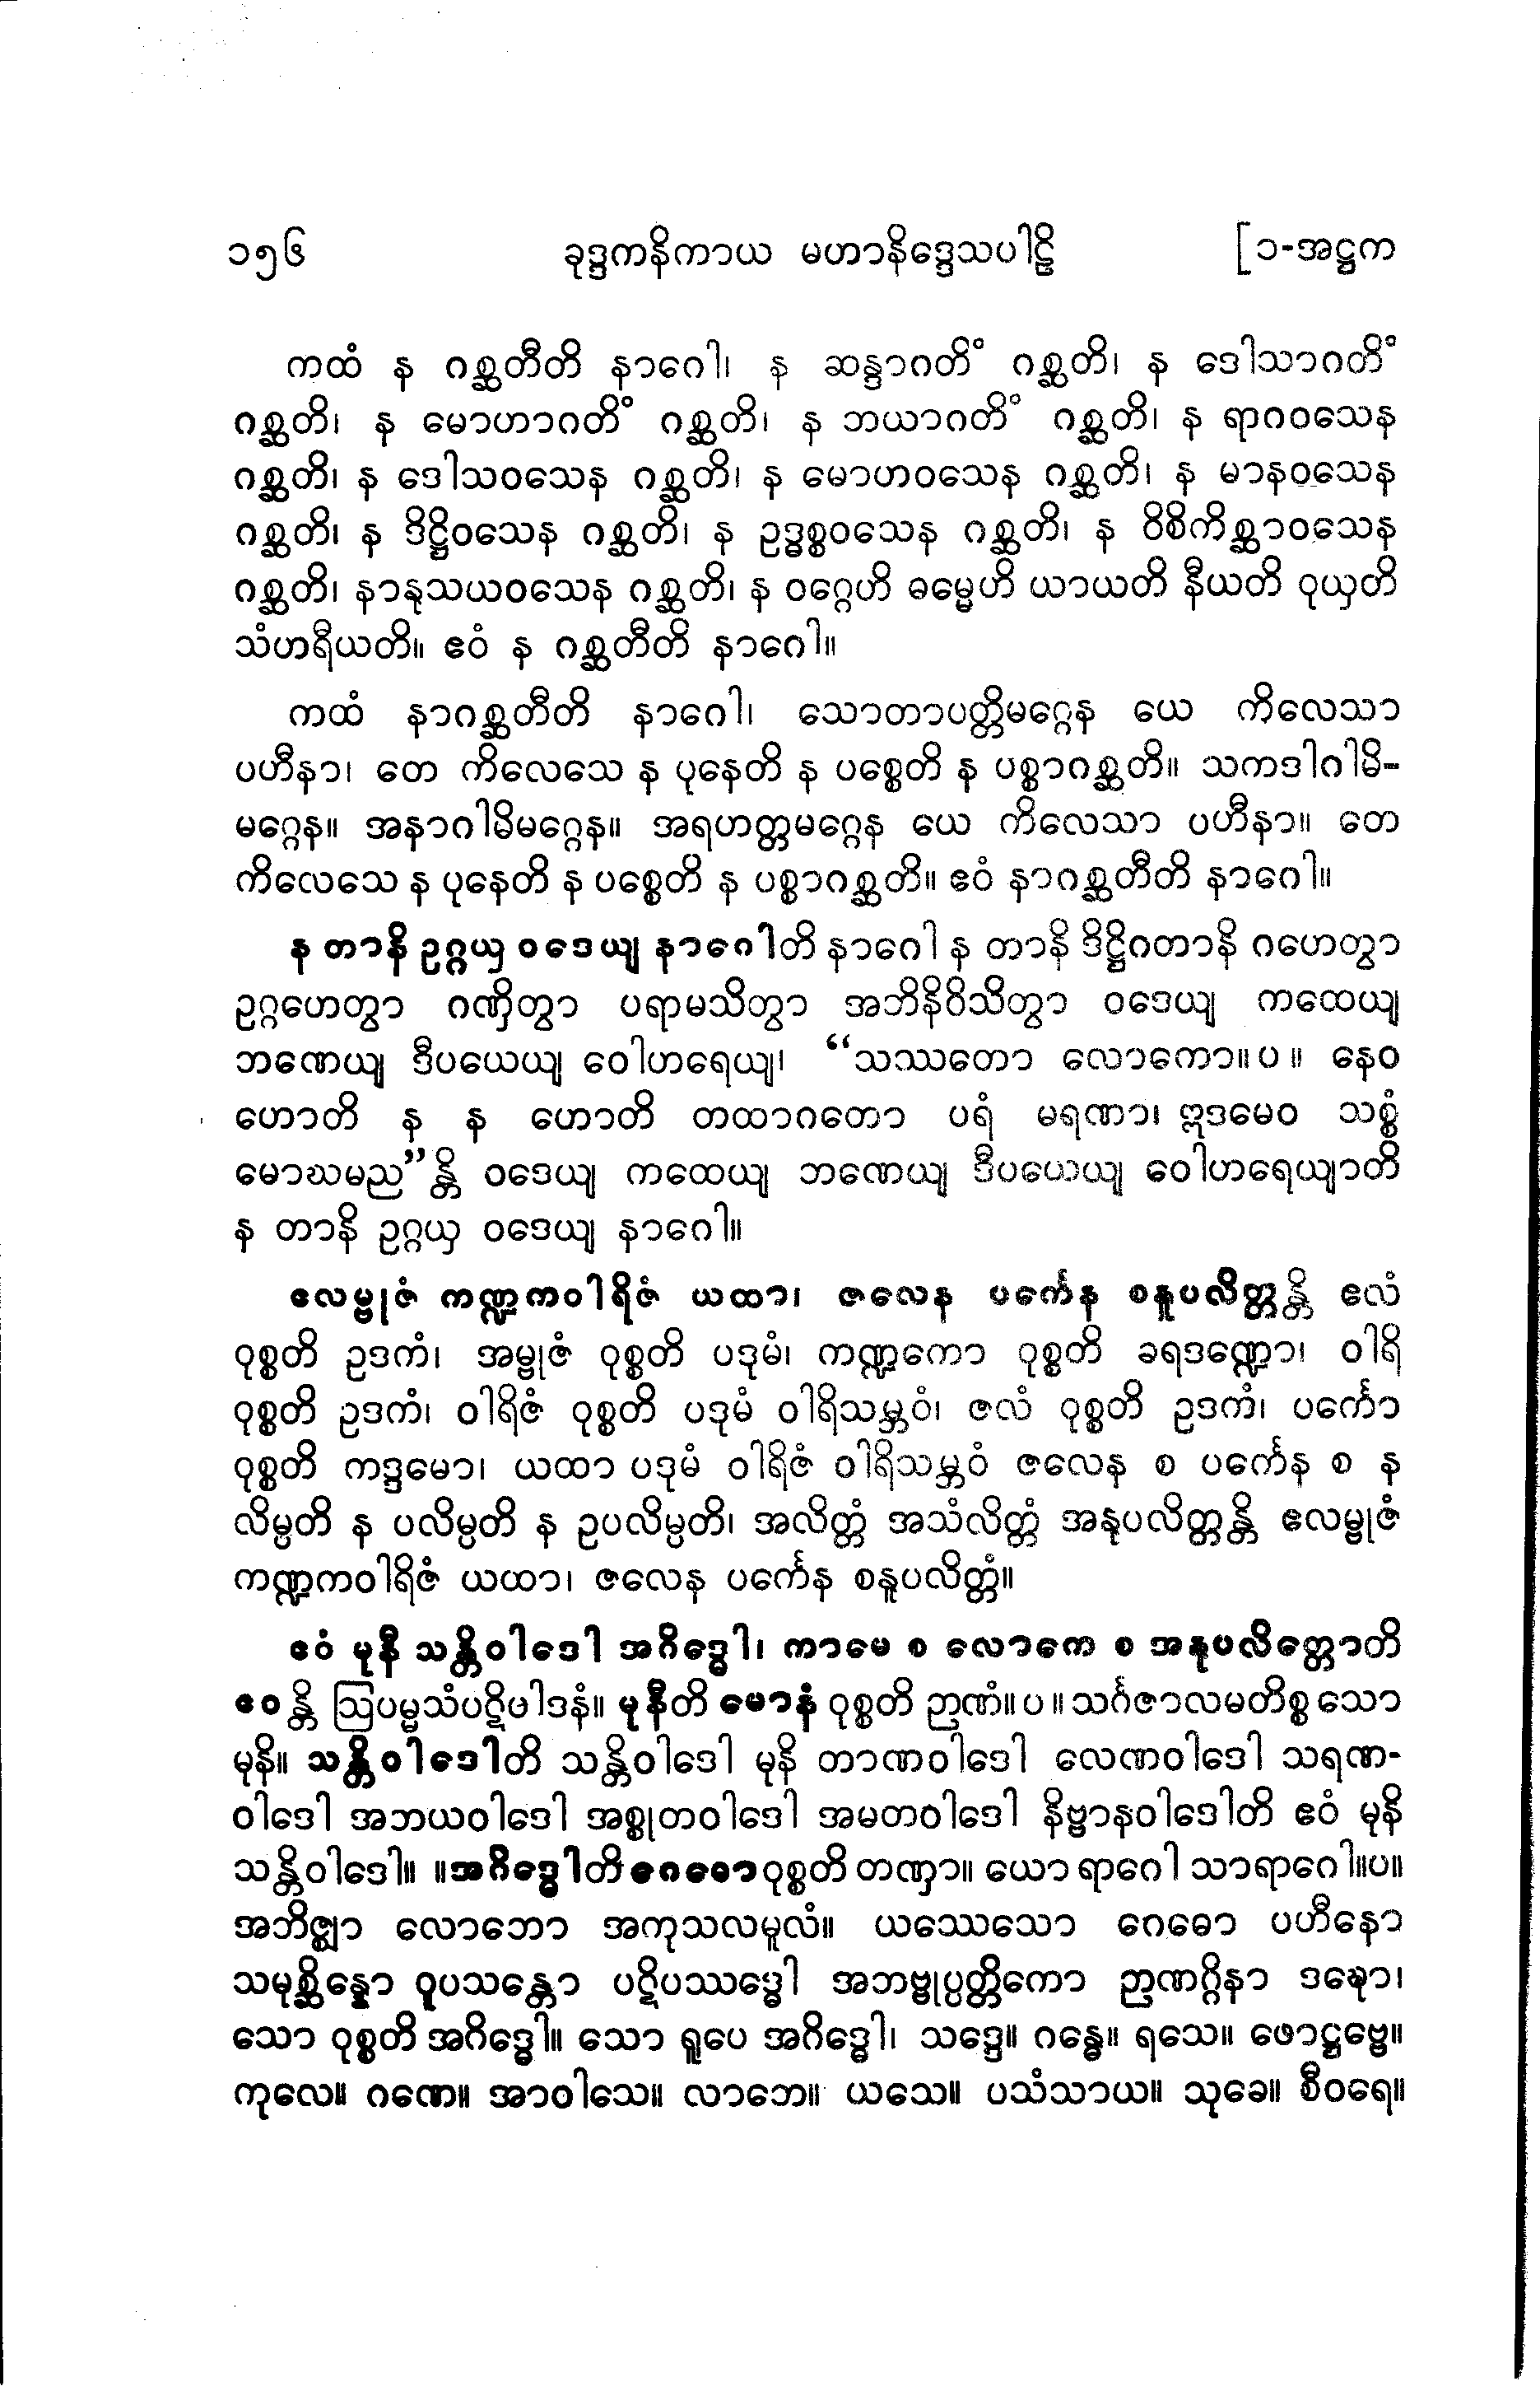 ၁၅၆ ခုဒ္ဒကနိကာယ မဟာနိဒ္ဒေသပါဠိ [၁-အဋ္ဌက
ကထံ န ဂစ္ဆတီတိ နာဂေါ၊ န ဆန္ဒာဂတိံ ဂစ္ဆတိ၊ န ဒေါသာဂတိံ
ဂစ္ဆတိ၊ န မောဟာဂတိံ ဂစ္ဆတိ၊ န ဘယာဂတိံ ဂစ္ဆတိ၊ န ရာဂဝသေန
ဂစ္ဆတိ၊ န ဒေါသဝသေန ဂစ္ဆတိ၊ န မောဟဝသေန ဂစ္ဆတိ၊ န မာနဝသေန
ဂစ္ဆတိ၊ န ဒိဋ္ဌိဝသေန ဂစ္ဆတိ၊ န ဥဒ္ဓစ္စဝသေန ဂစ္ဆတိ၊ န ဝိစိကိစ္ဆာဝသေန
ဂစ္ဆတိ၊ နာနုသယဝသေန ဂစ္ဆတိ၊ န ဝဂ္ဂေဟိ ဓမ္မေဟိ ယာယတိ နီယတိ ဝုယှတိ
သံဟရီယတိ။ ဧဝံ န ဂစ္ဆတီတိ နာဂေါ။
ကထံ နာဂစ္ဆတီတိ နာဂေါ၊ သောတာပတ္တိမဂ္ဂေန ယေ ကိလေသာ
ပဟီနာ၊ တေ ကိလေသေ န ပုနေတိ န ပစ္စေတိ န ပစ္စာဂစ္ဆတိ။ သကဒါဂါမိ-
မဂ္ဂေန။ အနာဂါမိမဂ္ဂေန။ အရဟတ္တမဂ္ဂေန ယေ ကိလေသာ ပဟီနာ။ တေ
ကိလေသေ န ပုနေတိ န ပစ္စေတိ န ပစ္စာဂစ္ဆတိ။ ဧဝံ နာဂစ္ဆတီတိ နာဂေါ။
န တာနိ ဥဂ္ဂယှ ဝဒေယျ နာဂေါတိ နာဂေါ န တာနိ ဒိဋ္ဌိဂတာနိ ဂဟေတွာ
ဥဂ္ဂဟေတွာ ဂဏှိတွာ ပရာမသိတွာ အဘိနိဝိသိတွာ ဝဒေယျ ကထေယျ
ဘဏေယျ ဒီပယေယျ ဝေါဟရေယျ၊ “သဿတော လောကော။ပ။ နေဝ
ဟောတိ န န ဟောတိ တထာဂတော ပရံ မရဏာ၊ ဣဒမေဝ သစ္စံ
မောဃမည”န္တိ ဝဒေယျ ကထေယျ ဘဏေယျ ဒီပယေယျ ဝေါဟရေယျာတိ
န တာနိ ဥဂ္ဂယှ ဝဒေယျ နာဂေါ။
ဧလမ္ဗုဇံ ကဏ္ဍကဝါရိဇံ ယထာ၊ ဇလေန ပင်္ကေန စနူပလိတ္တန္တိ ဧလံ
ဝုစ္စတိ ဥဒကံ၊ အမ္ဗုဇံ ဝုစ္စတိ ပဒုမံ၊ ကဏ္ဍကော ဝုစ္စတိ ခရဒဏ္ဍော၊ ဝါရိ
ဝုစ္စတိ ဥဒကံ၊ ဝါရိဇံ ဝုစ္စတိ ပဒုမံ ဝါရိသမ္ဘဝံ၊ ဇလံ ဝုစ္စတိ ဥဒကံ၊ ပင်္ကော
ဝုစ္စတိ ကဒ္ဒမော၊ ယထာ ပဒုမံ ဝါရိဇံ ဝါရိသမ္ဘဝံ ဇလေန စ ပင်္ကေန စ န
လိမ္ပတိ န ပလိမ္ပတိ န ဥပလိမ္ပတိ၊ အလိတ္တံ အသံလိတ္တံ အနုပလိတ္တန္တိ ဧလမ္ဗုဇံ
ကဏ္ဍကဝါရိဇံ ယထာ၊ ဇလေန ပင်္ကေန စနူပလိတ္တံ။
ဧဝံ မုနီ သန္တိဝါဒေါ အဂိဒ္ဓေါ၊ ကာမေ စ လောကေ စ အနုပလိတ္တောတိ
ဧဝန္တိ ဩပမ္မသံပဋိပါဒနံ။ မုနီတိ မောနံ ဝုစ္စတိ ဉာဏံ။ပ။သင်္ဂဇာလမတိစ္စ သော
မုနိ။ သန္တိဝါဒေါတိ သန္တိဝါဒေါ မုနိ တာဏဝါဒေါ လေဏဝါဒေါ သရဏ-
ဝါဒေါ အဘယဝါဒေါ အစ္စုတဝါဒေါ အမတဝါဒေါ နိဗ္ဗာနဝါဒေါတိ ဧဝံ မုနိ
သန္တိဝါဒေါ။ ။အဂိဒ္ဓေါတိ ဂေဓော ဝုစ္စတိ တဏှာ။ ယော ရာဂေါ သာရာဂေါ။ပ။
အဘိဇ္ဈာ လောဘော အကုသလမူလံ။ ယဿေသော ဂေဓော ပဟီနော
သမုစ္ဆိန္နော ဝူပသန္တော ပဋိပဿဒ္ဓေါ အဘဗ္ဗုပ္ပတ္တိကော ဉာဏဂ္ဂိနာ ဒဍ္ဎော၊
သော ဝုစ္စတိ အဂိဒ္ဓေါ။ သော ရူပေ အဂိဒ္ဓေါ၊ သဒ္ဒေ။ ဂန္ဓေ။ ရသေ။ ဖောဋ္ဌဗ္ဗေ။
ကုလေ။ ဂဏေ။ အာဝါသေ။ လာဘေ။ ယသေ။ ပသံသာယ။ သုခေ။ စီဝရေ။